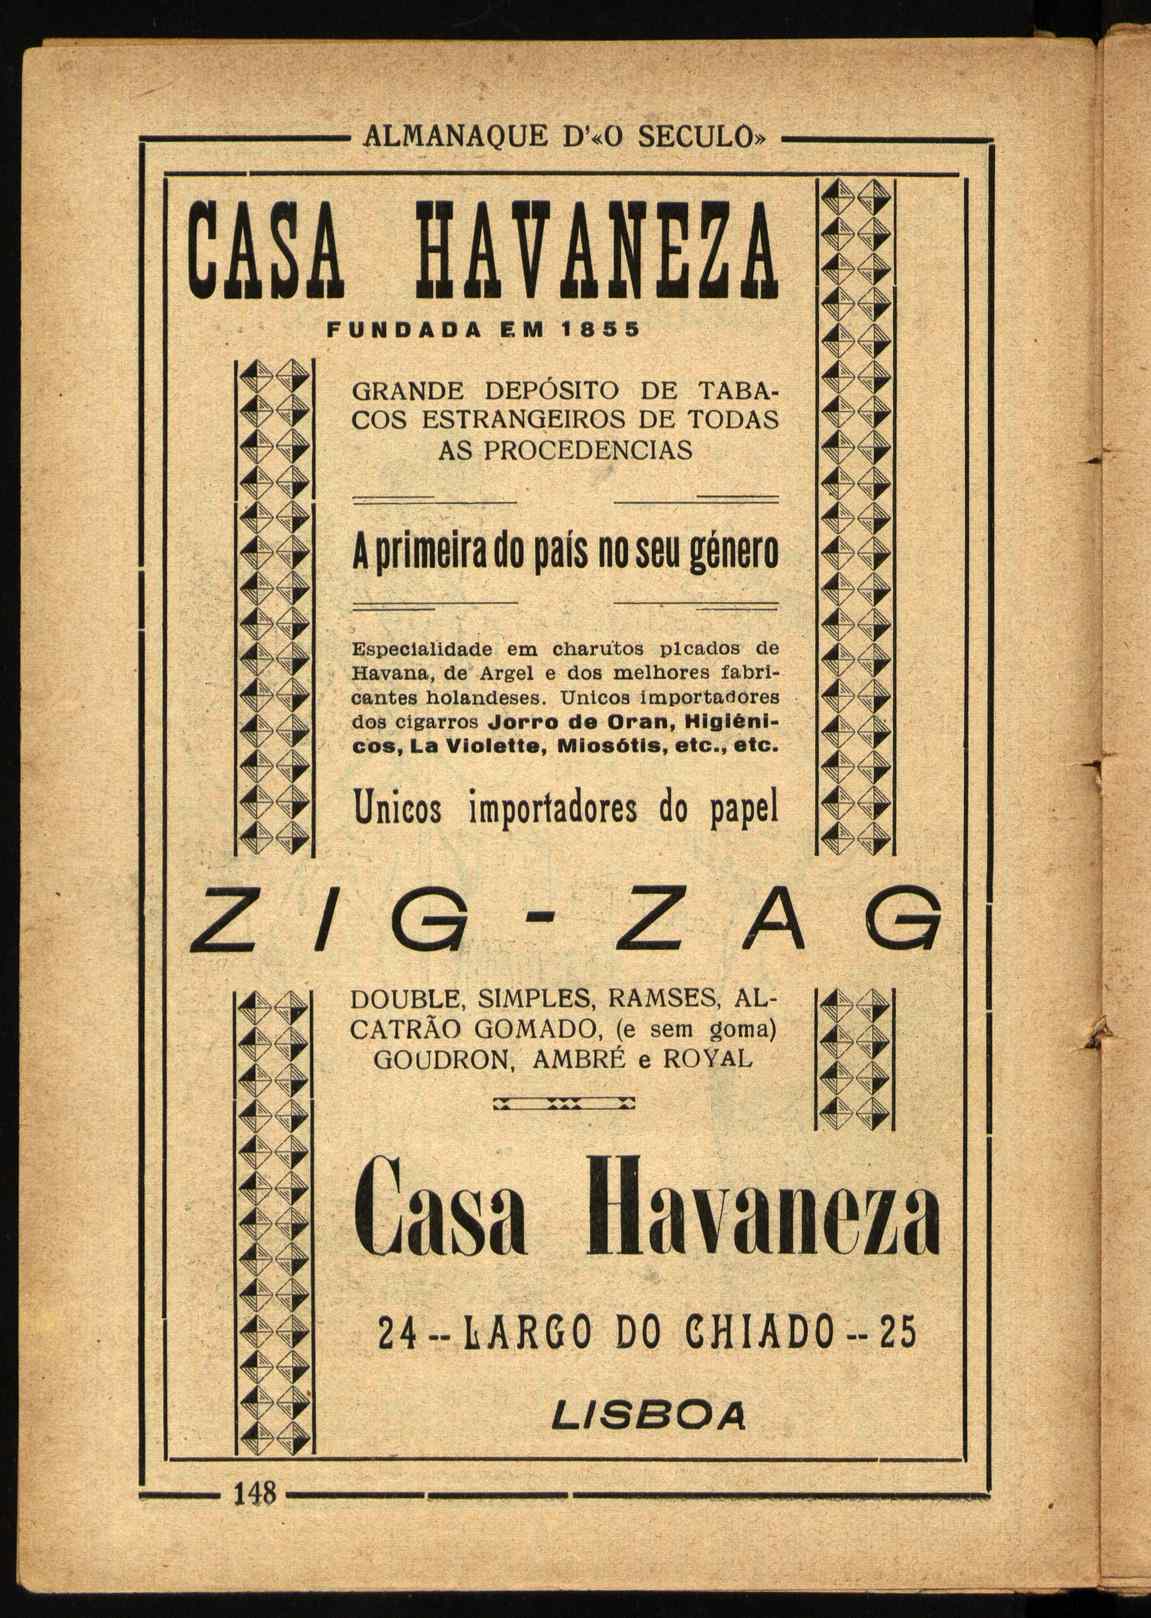 ALMANAQUE D'«O SECULO»
CASA HAVANEZA
FUNDADA EM 1855
GRANDE DEPÓSITO DE TABA-
COS ESTRANGEIROS DE TODAS
AS PROCEDENCIAS
A primeira do país no seu género
Especialidade em charutos picados de
Havana, de Argel e dos melhores fabri-
cantes holandeses. Unicos importadores
dos cigarros Jorro de Oran, Higiéni-
cos, La Violette, Miosótis, etc., etc.
Unicos importadores do papel
ZIG-ZAG
DOUBLE, SIMPLES, RAMSES, AL-
CATRÃO GOMADO, (e sem goma)
GOUDRON, AMBRÉ e ROYAL
Casa Havaneza
24 -- LARGO DO CHIADO -- 25
LISBOA
148